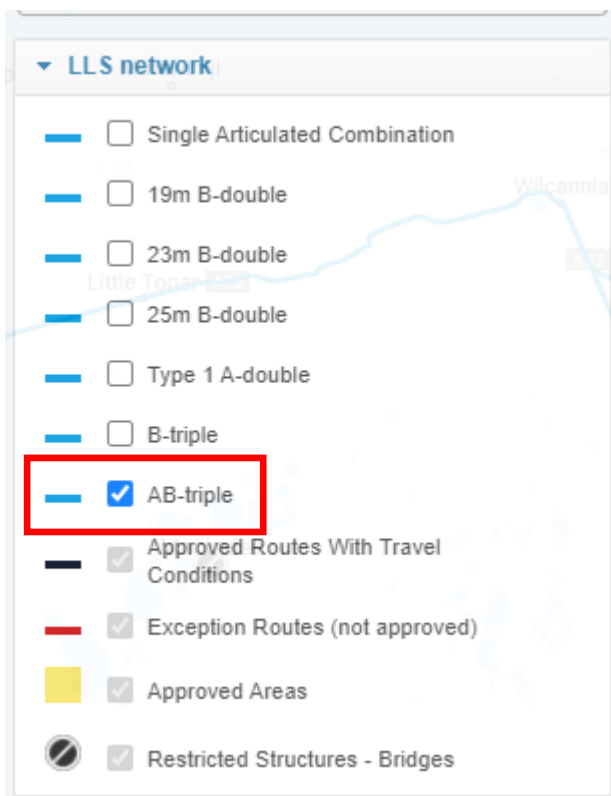 LLS network
Single Articulated Combination
19m B-double
Wilcannia
23m B-double
Little Topar
25m B-double
Type 1 A-double
B-triple
AB-triple
Approved Routes With Travel
Conditions
Exception Routes (not approved)
Approved Areas
Restricted Structures - Bridges